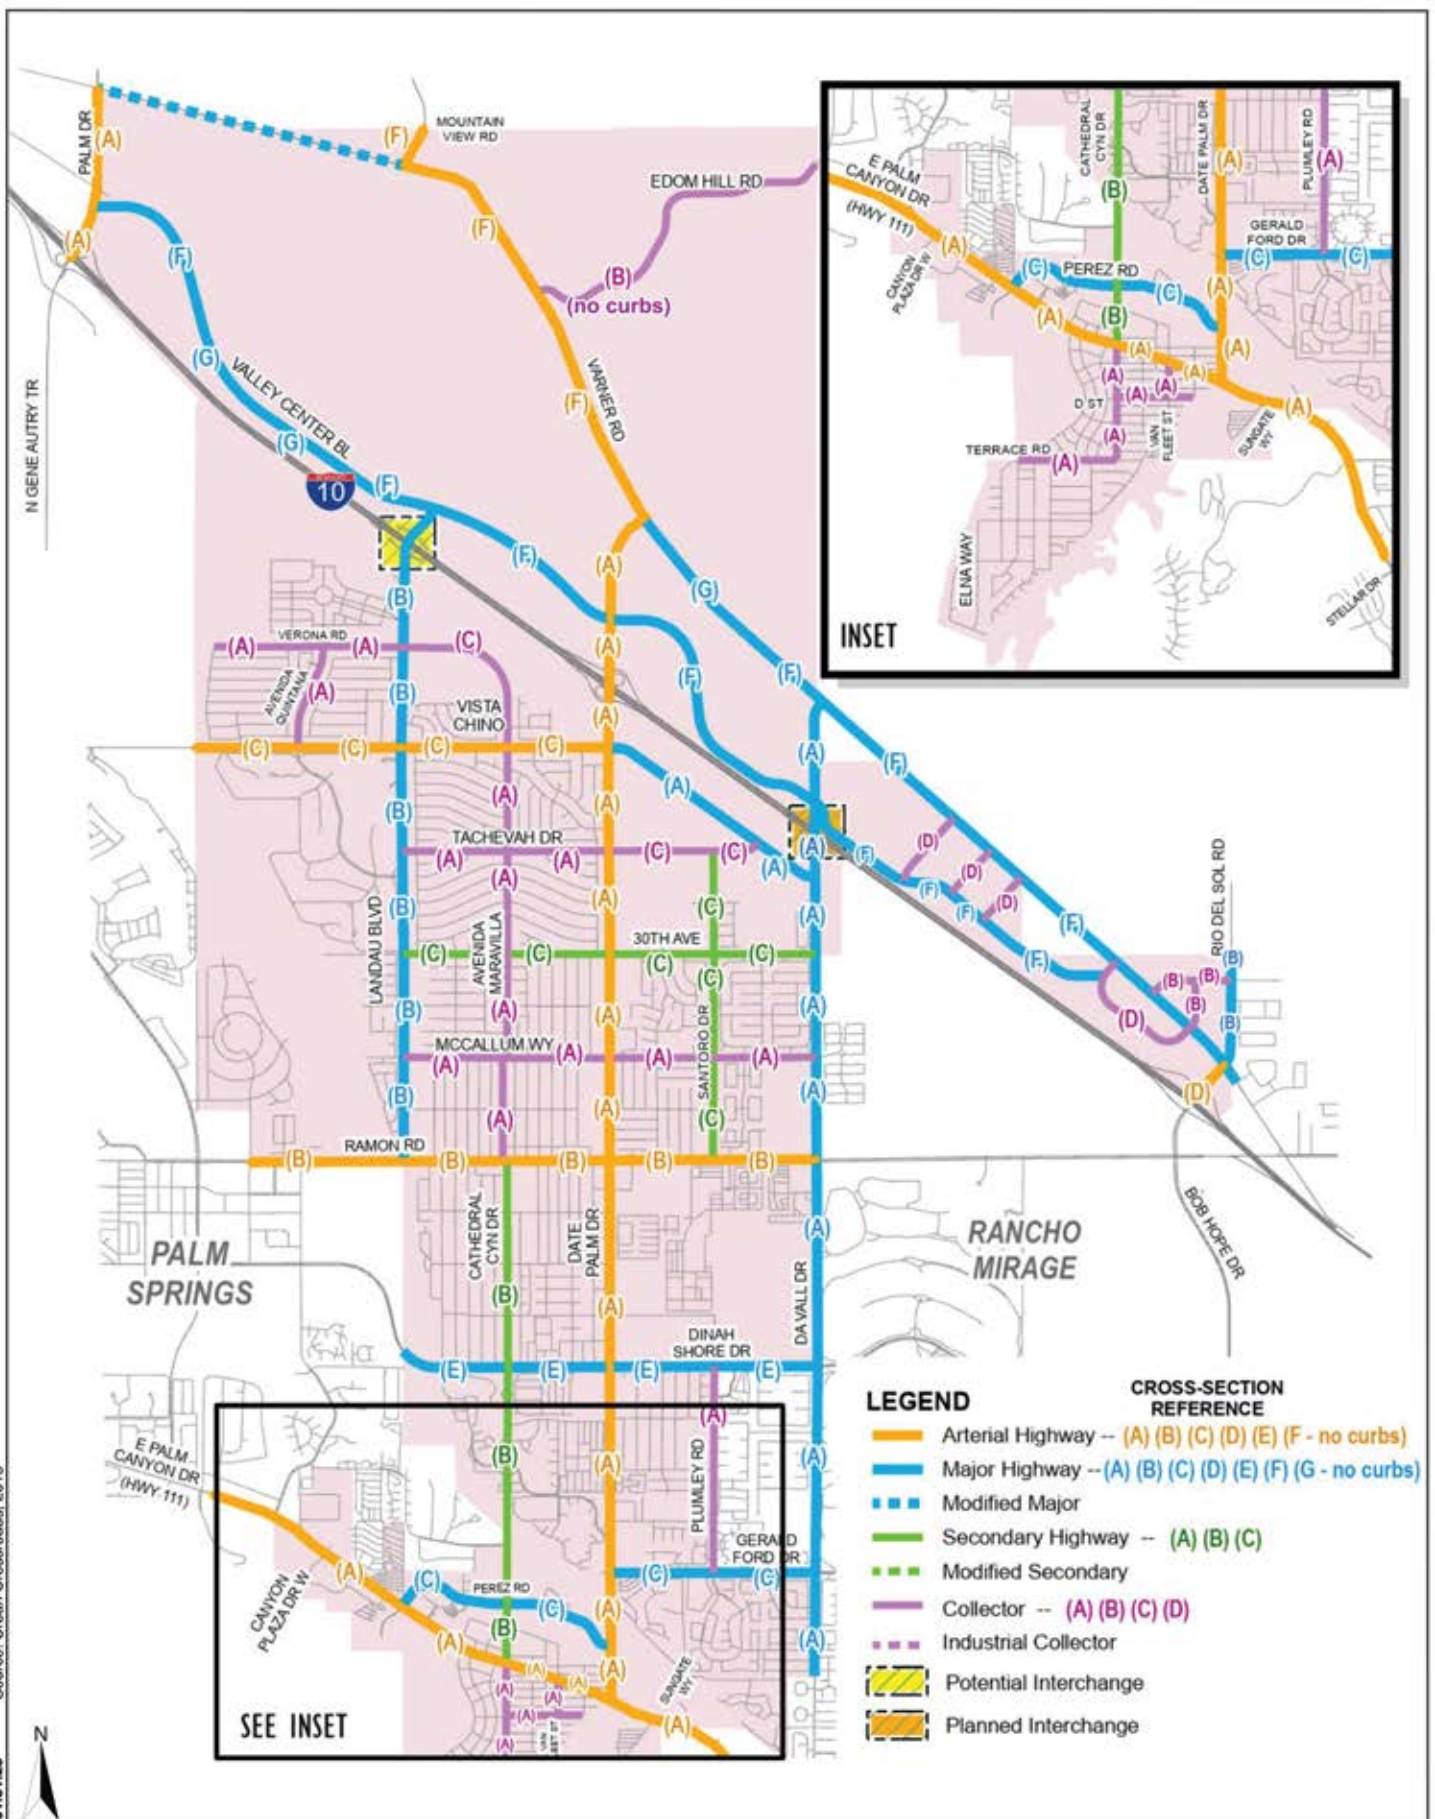 MOUNTAIN
VIEW RD
PALM DR
(A)
(F)
EDOM HILL RD
(A)
(F)
(F)
(B)
(no curbs)
N GENE AUTRY TR
(G)
VALLEY CENTER BL
(G)
VARNER RD
(F)
10
(F)
(F)
(A)
(G)
(B)
VERONA RD
(A)
(A)
(C)
(A)
(F)
(F)
AVENIDA
QUINTANA
(A)
(B)
VISTA
CHINO
(A)
(C)
(C)
(C)
(C)
(A)
(F)
(A)
(A)
(A)
(B)
TACHEVAH DR
(A)
(A)
(C)
(C)
(A)
(A)
(F)
(D)
(D)
(D)
(F)
(F)
(F)
(F)
(A)
LANDAU BLVD
(B)
AVENIDA
MARAVILLA
(A)
(C)
(A)
30TH AVE
(C)
(C)
(C)
(C)
(C)
RIO DEL SOL RD
(B)
(B)
(B)
(B)
(B)
(D)
(D)
(B)
(A)
(A)
(A)
MCCALLUM WY
(A)
(A)
(A)
(A)
SANTORO DR
(B)
(A)
(A)
(C)
(A)
RAMON RD
(B)
(B)
(B)
(B)
(B)
BOB HOPE DR
PALM
SPRINGS
RANCHO
MIRAGE
CATHEDRAL
CYN DR
DATE
PALM DR
(A)
(B)
(A)
DA VALL DR
DINAH
SHORE DR
(E)
(E)
(E)
(E)
(A)
(B)
(A)
PLUMLEY RD
(A)
E PALM
CANYON DR
(HWY 111)
GERALD
FORD DR
(C)
(C)
(A)
(C)
PEREZ RD
(C)
(A)
CANYON
PLAZA DR W
(B)
(A)
(A)
(A)
(A)
(A)
SUNGATE
WY
(A)
(A)
(A)
(A)
(A)
VAN
SEE INSET
N
CATHEDRAL
CYN DR
DATE PALM DR
PLUMLEY RD
(A)
(A)
E PALM
CANYON DR
(HWY 111)
(B)
GERALD
FORD DR
(C)
(C)
(A)
CANYON
PLAZA DR W
(C)
PEREZ RD
(C)
(A)
(A)
(B)
(A)
(A)
(A)
(A)
(A)
(A)
D ST
(A)
(A)
VAN
FLEET ST
SUNGATE
WY
TERRACE RD
(A)
(A)
ELNA WAY
STELLAR DR
INSET
LEGEND
CROSS-SECTION
REFERENCE
Arterial Highway -- (A) (B) (C) (D) (E) (F - no curbs)
Major Highway -- (A) (B) (C) (D) (E) (F) (G - no curbs)
Modified Major
Secondary Highway -- (A) (B) (C)
Modified Secondary
Collector -- (A) (B) (C) (D)
Industrial Collector
Potential Interchange
Planned Interchange